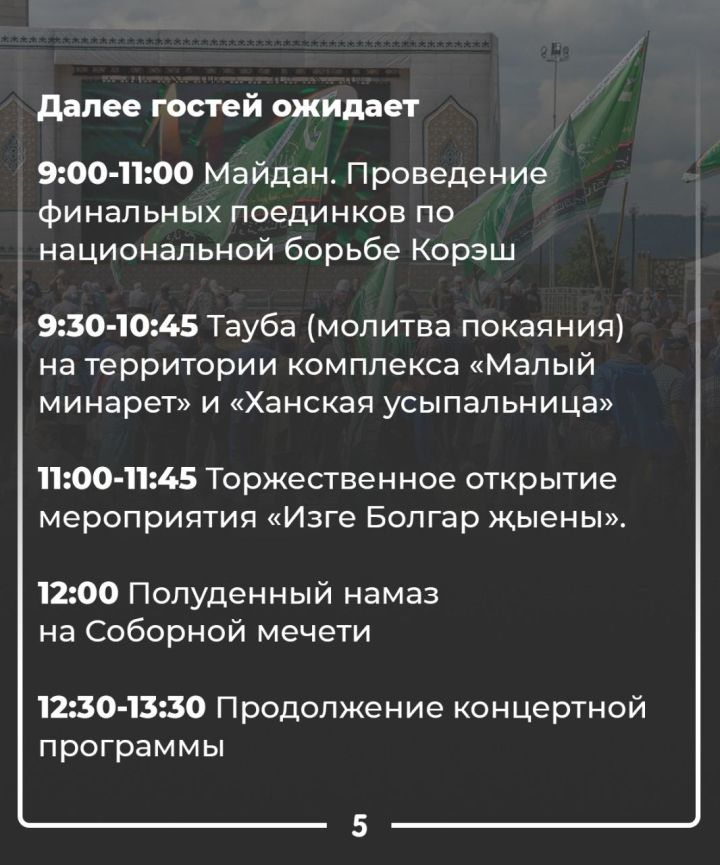 Далее гостей ожидает
9:00-11:00 Майдан. Проведение
финальных поединков по
национальной борьбе Корэш
9:30-10:45 Тауба (молитва покаяния)
на территории комплекса «Малый
минарет» и «Ханская усыпальница»
11:00-11:45 Торжественное открытие
мероприятия «Изге Болгар җыены».
12:00 Полуденный намаз
на Соборной мечети
12:30-13:30 Продолжение концертной
программы
5